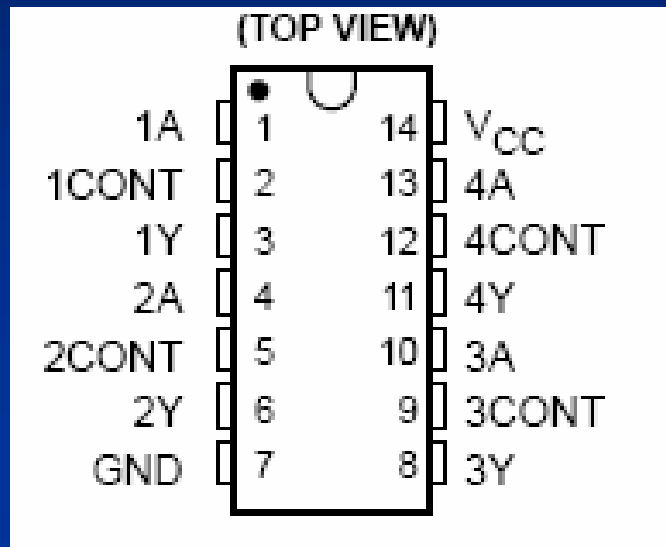 (TOP VIEW)
1A 1 14 VCC
1CONT 2 13 4A
1Y 3 12 4CONT
2A 4 11 4Y
2CONT 5 10 3A
2Y 6 9 3CONT
GND 7 8 3Y